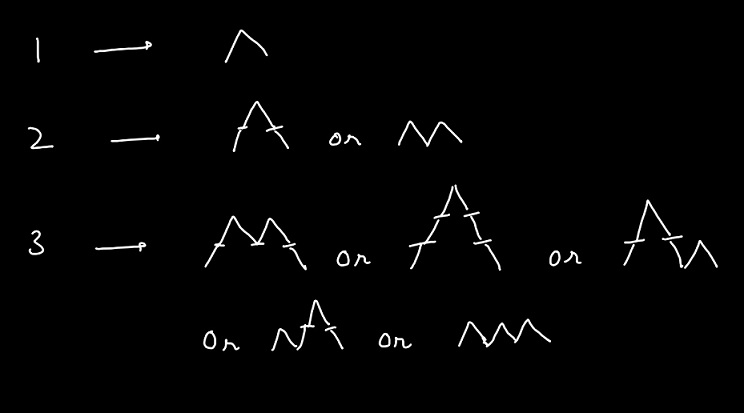 1 →
2 → or
3 → or or
or or